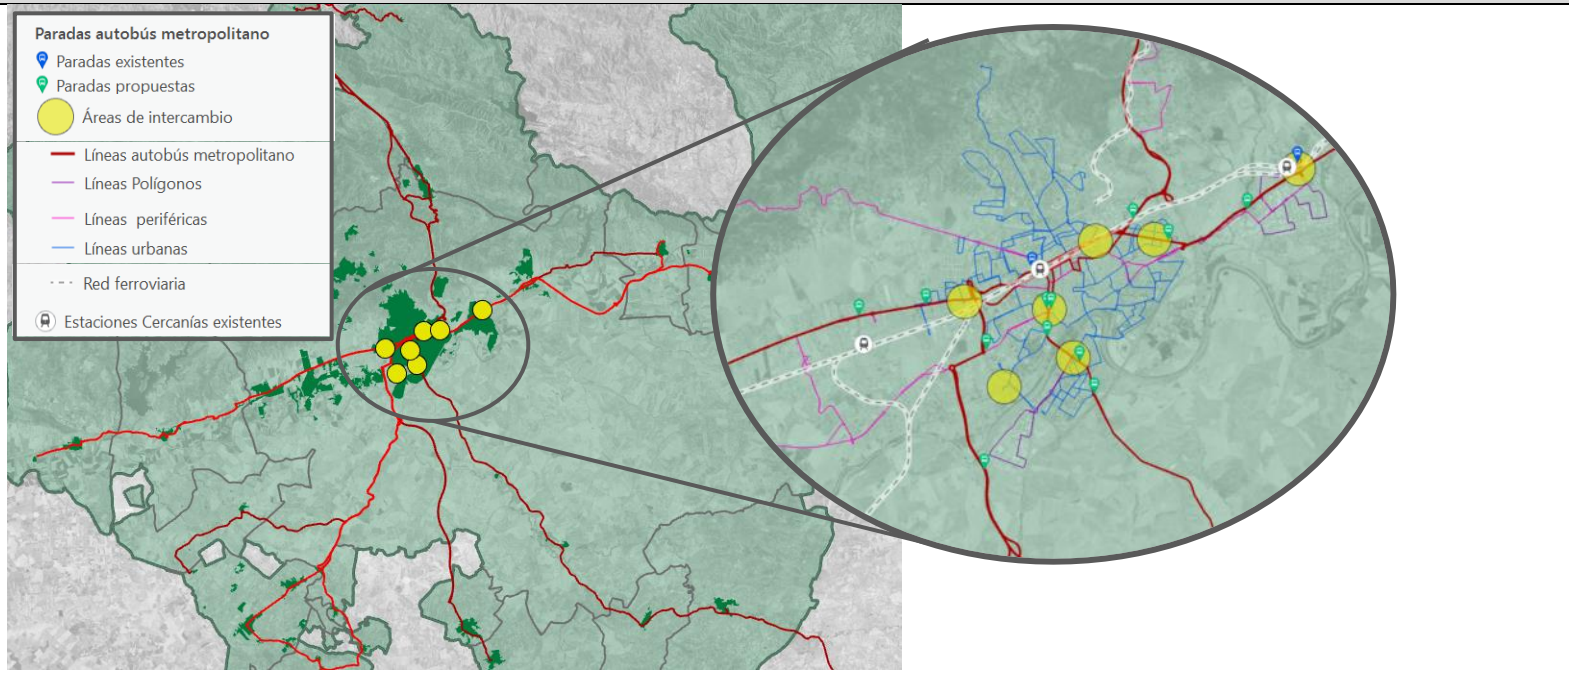 Paradas autobús metropolitano
Paradas existentes
Paradas propuestas
Áreas de intercambio
Líneas autobús metropolitano
Líneas Polígonos
Líneas periféricas
Líneas urbanas
Red ferroviaria
Estaciones Cercanías existentes